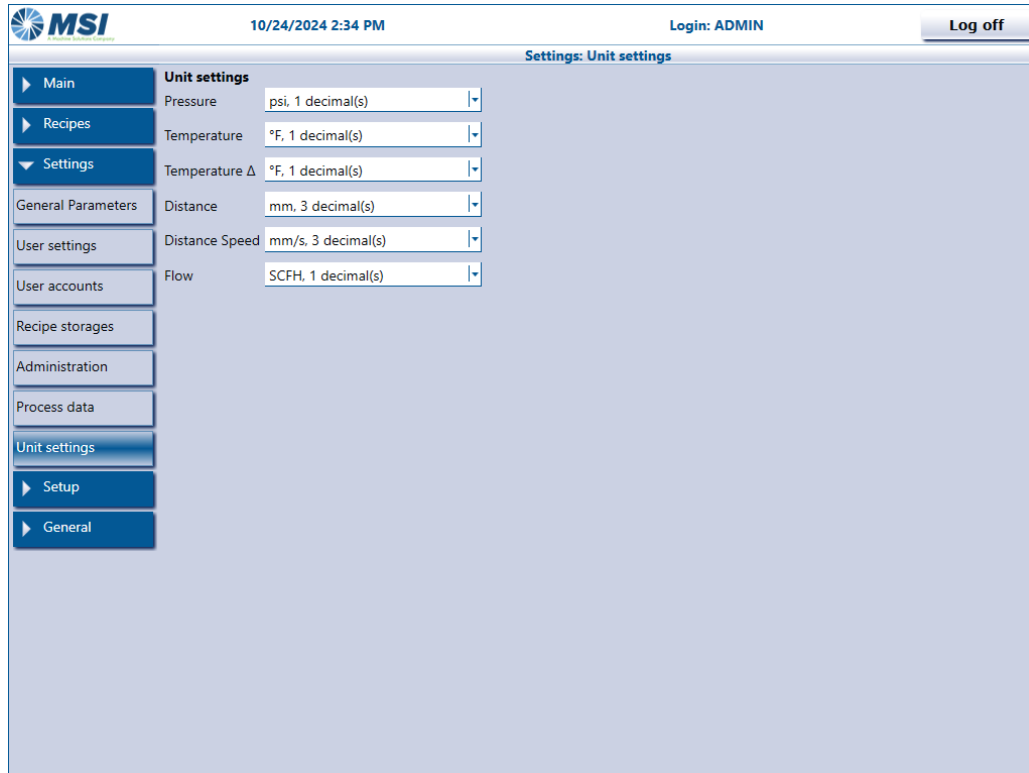 MSI
A Machine Solutions Company
10/24/2024 2:34 PM
Login: ADMIN
Log off
Settings: Unit settings
Main
Recipes
Settings
General Parameters
User settings
User accounts
Recipe storages
Administration
Process data
Unit settings
Setup
General
Unit settings
Pressure psi, 1 decimal(s)
Temperature °F, 1 decimal(s)
Temperature Δ °F, 1 decimal(s)
Distance mm, 3 decimal(s)
Distance Speed mm/s, 3 decimal(s)
Flow SCFH, 1 decimal(s)